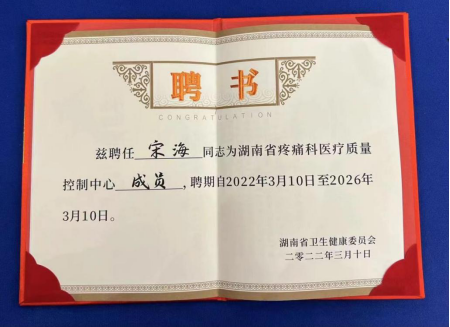 聘书
CONGRATULATION
兹聘任 宋海 同志为湖南省疼痛科医疗质量
控制中心 成员 ,聘期自2022年3月10日至2026年
3月10日。
湖南省卫生健康委员会
二零二二年三月十日